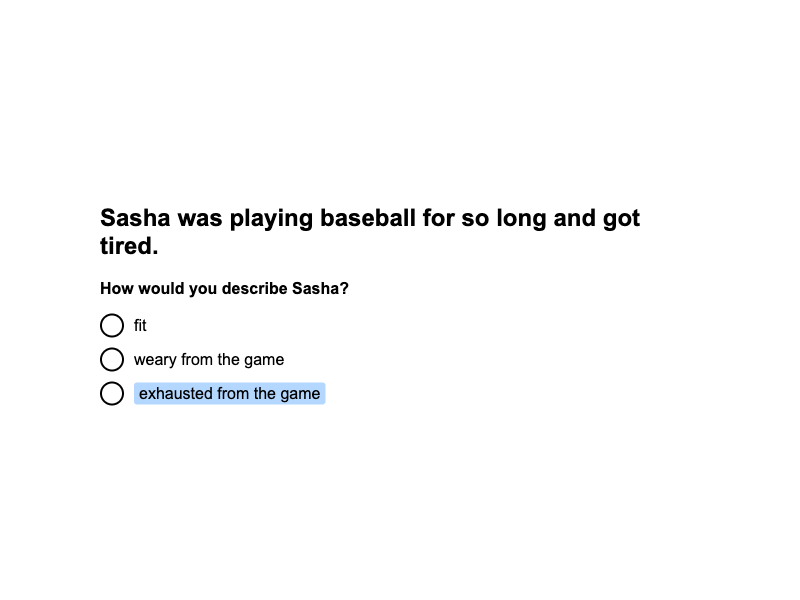 Sasha was playing baseball for so long and got
tired.
How would you describe Sasha?
fit
weary from the game
exhausted from the game